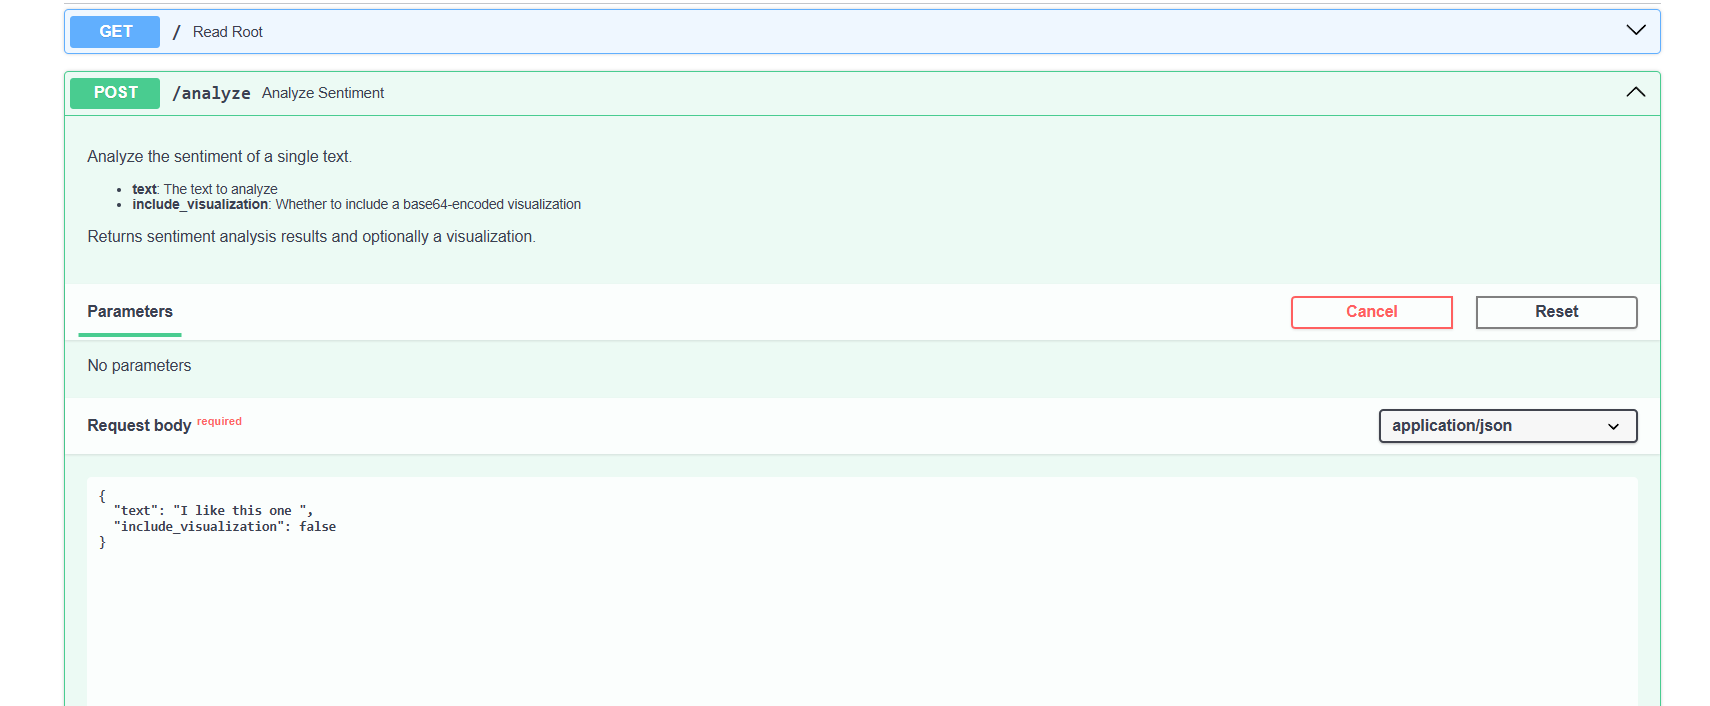 GET / Read Root
POST /analyze Analyze Sentiment
Analyze the sentiment of a single text.
• text: The text to analyze
• include_visualization: Whether to include a base64-encoded visualization
Returns sentiment analysis results and optionally a visualization.
Parameters Cancel Reset
No parameters
Request body required application/json
{
  "text": "I like this one ",
  "include_visualization": false
}